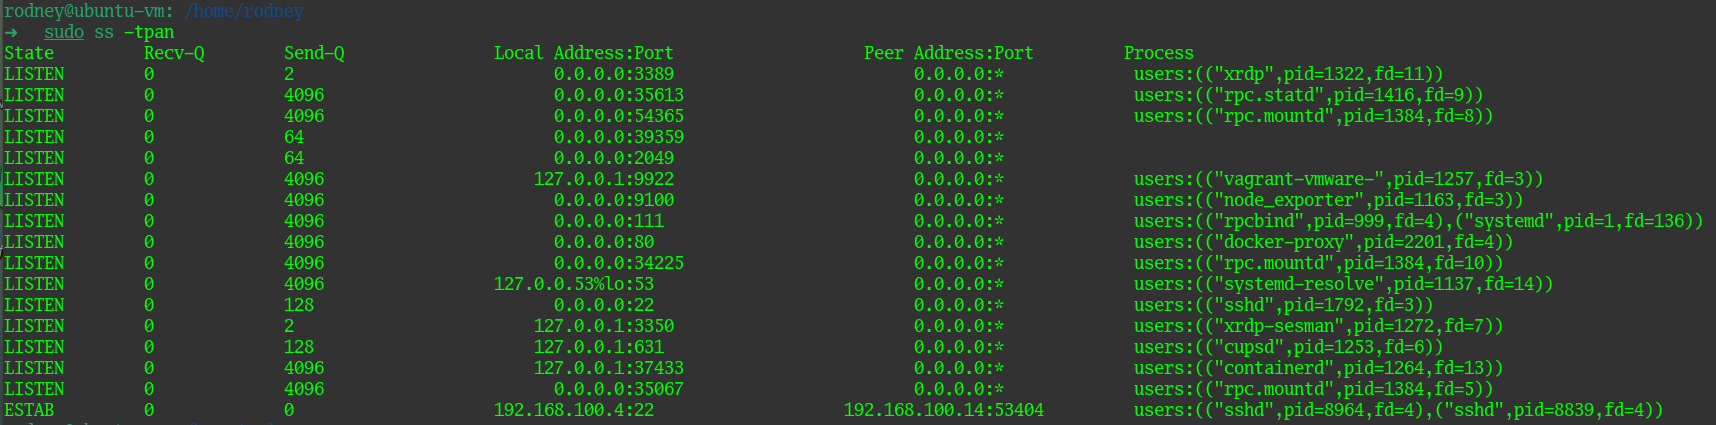 rodney@ubuntu-vm: /home/rodney
→ sudo ss -tpan
State Recv-Q Send-Q Local Address:Port Peer Address:Port Process
LISTEN 0 2 0.0.0.0:3389 0.0.0.0:* users:(("xrdp",pid=1322,fd=11))
LISTEN 0 4096 0.0.0.0:35613 0.0.0.0:* users:(("rpc.statd",pid=1416,fd=9))
LISTEN 0 4096 0.0.0.0:54365 0.0.0.0:* users:(("rpc.mountd",pid=1384,fd=8))
LISTEN 0 64 0.0.0.0:39359 0.0.0.0:*
LISTEN 0 64 0.0.0.0:2049 0.0.0.0:*
LISTEN 0 4096 127.0.0.1:9922 0.0.0.0:* users:(("vagrant-vmware-",pid=1257,fd=3))
LISTEN 0 4096 0.0.0.0:9100 0.0.0.0:* users:(("node_exporter",pid=1163,fd=3))
LISTEN 0 4096 0.0.0.0:111 0.0.0.0:* users:(("rpcbind",pid=999,fd=4),("systemd",pid=1,fd=136))
LISTEN 0 4096 0.0.0.0:80 0.0.0.0:* users:(("docker-proxy",pid=2201,fd=4))
LISTEN 0 4096 0.0.0.0:34225 0.0.0.0:* users:(("rpc.mountd",pid=1384,fd=10))
LISTEN 0 4096 127.0.0.53%lo:53 0.0.0.0:* users:(("systemd-resolve",pid=1137,fd=14))
LISTEN 0 128 0.0.0.0:22 0.0.0.0:* users:(("sshd",pid=1792,fd=3))
LISTEN 0 2 127.0.0.1:3350 0.0.0.0:* users:(("xrdp-sesman",pid=1272,fd=7))
LISTEN 0 128 127.0.0.1:631 0.0.0.0:* users:(("cupsd",pid=1253,fd=6))
LISTEN 0 4096 127.0.0.1:37433 0.0.0.0:* users:(("containerd",pid=1264,fd=13))
LISTEN 0 4096 0.0.0.0:35067 0.0.0.0:* users:(("rpc.mountd",pid=1384,fd=5))
ESTAB 0 0 192.168.100.4:22 192.168.100.14:53404 users:(("sshd",pid=8964,fd=4),("sshd",pid=8839,fd=4))